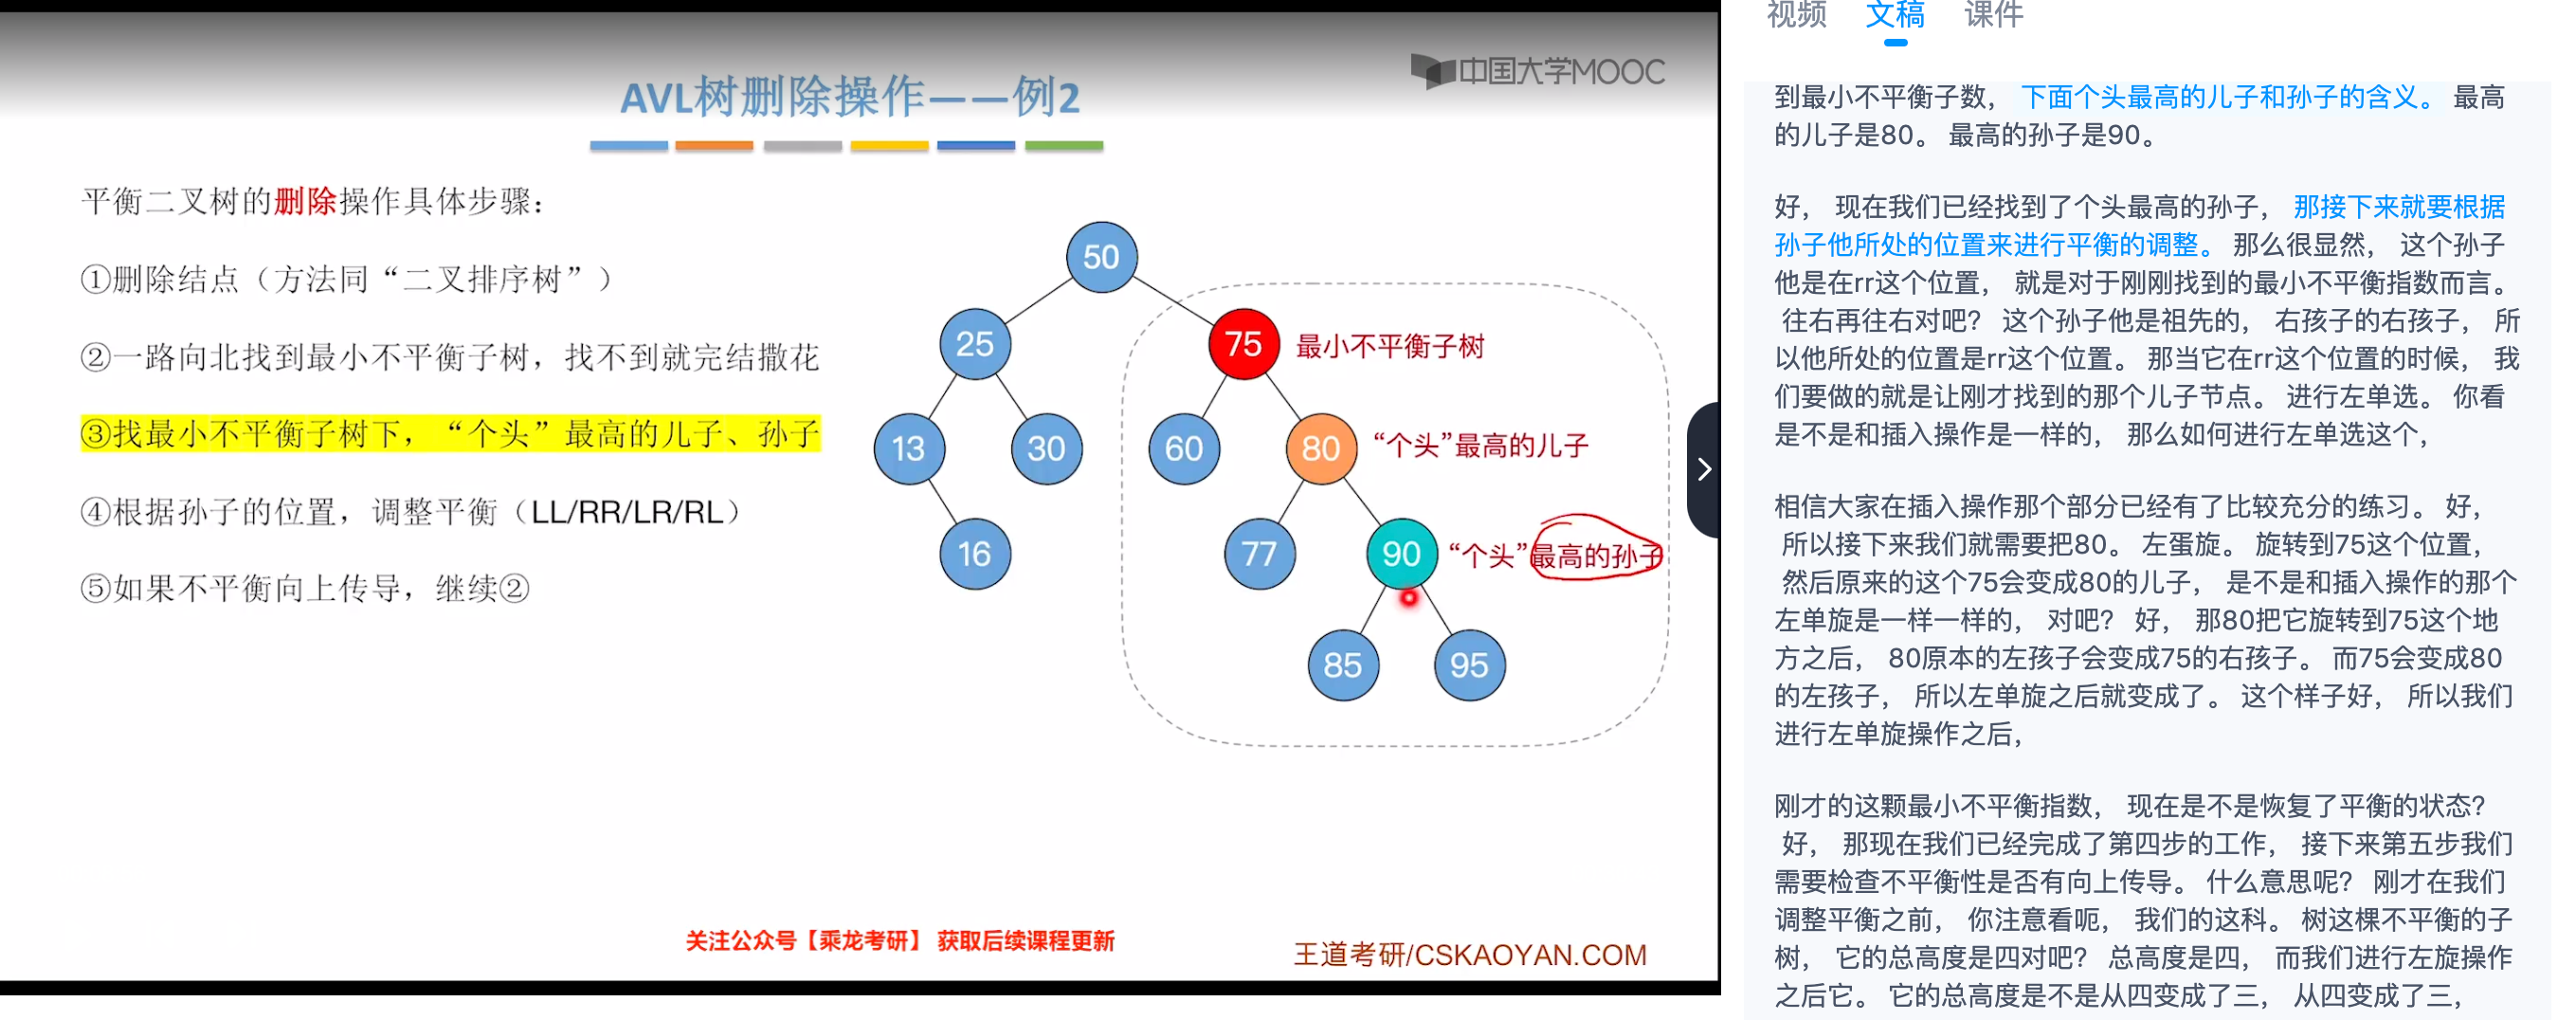 中国大学MOOC
AVL树删除操作——例2
平衡二叉树的删除操作具体步骤：
①删除结点（方法同“二叉排序树”）
②一路向北找到最小不平衡子树，找不到就完结撒花
③找最小不平衡子树下，“个头”最高的儿子、孙子
④根据孙子的位置，调整平衡（LL/RR/LR/RL）
⑤如果不平衡向上传导，继续②
50
25
75
最小不平衡子树
13
30
60
80
“个头”最高的儿子
16
77
90
“个头”最高的孙子
85
95
关注公众号【乘龙考研】 获取后续课程更新
王道考研/CSKAOYAN.COM
视频 文稿 课件
到最小不平衡子数， 下面个头最高的儿子和孙子的含义。 最高
的儿子是80。 最高的孙子是90。
好， 现在我们已经找到了个头最高的孙子， 那接下来就要根据
孙子他所处的位置来进行平衡的调整。 那么很显然， 这个孙子
他是在rr这个位置， 就是对于刚刚找到的最小不平衡指数而言。
往右再往右对吧？ 这个孙子他是祖先的， 右孩子的右孩子， 所
以他所处的位置是rr这个位置。 那当它在rr这个位置的时候， 我
们要做的就是让刚才找到的那个儿子节点。 进行左单选。 你看
是不是和插入操作是一样的， 那么如何进行左单选这个，
相信大家在插入操作那个部分已经有了比较充分的练习。 好，
所以接下来我们就需要把80。 左蛋旋。 旋转到75这个位置，
然后原来的这个75会变成80的儿子， 是不是和插入操作的那个
左单旋是一样一样的， 对吧？ 好， 那80把它旋转到75这个地
方之后， 80原本的左孩子会变成75的右孩子。 而75会变成80
的左孩子， 所以左单旋之后就变成了。 这个样子好， 所以我们
进行左单旋操作之后，
刚才的这颗最小不平衡指数， 现在是不是恢复了平衡的状态？
好， 那现在我们已经完成了第四步的工作， 接下来第五步我们
需要检查不平衡性是否有向上传导。 什么意思呢？ 刚才在我们
调整平衡之前， 你注意看呃， 我们的这科。 树这棵不平衡的子
树， 它的总高度是四对吧？ 总高度是四， 而我们进行左旋操作
之后它。 它的总高度是不是从四变成了三， 从四变成了三，